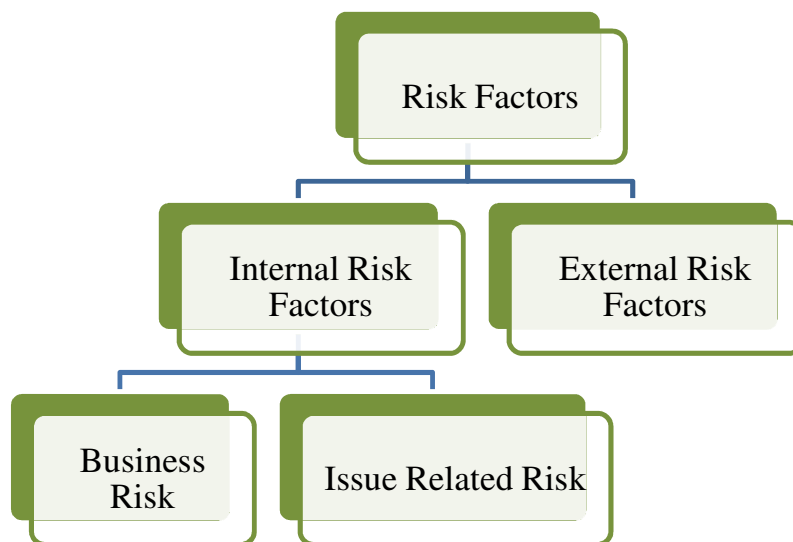 Risk Factors
Internal Risk
Factors
External Risk
Factors
Business
Risk
Issue Related Risk